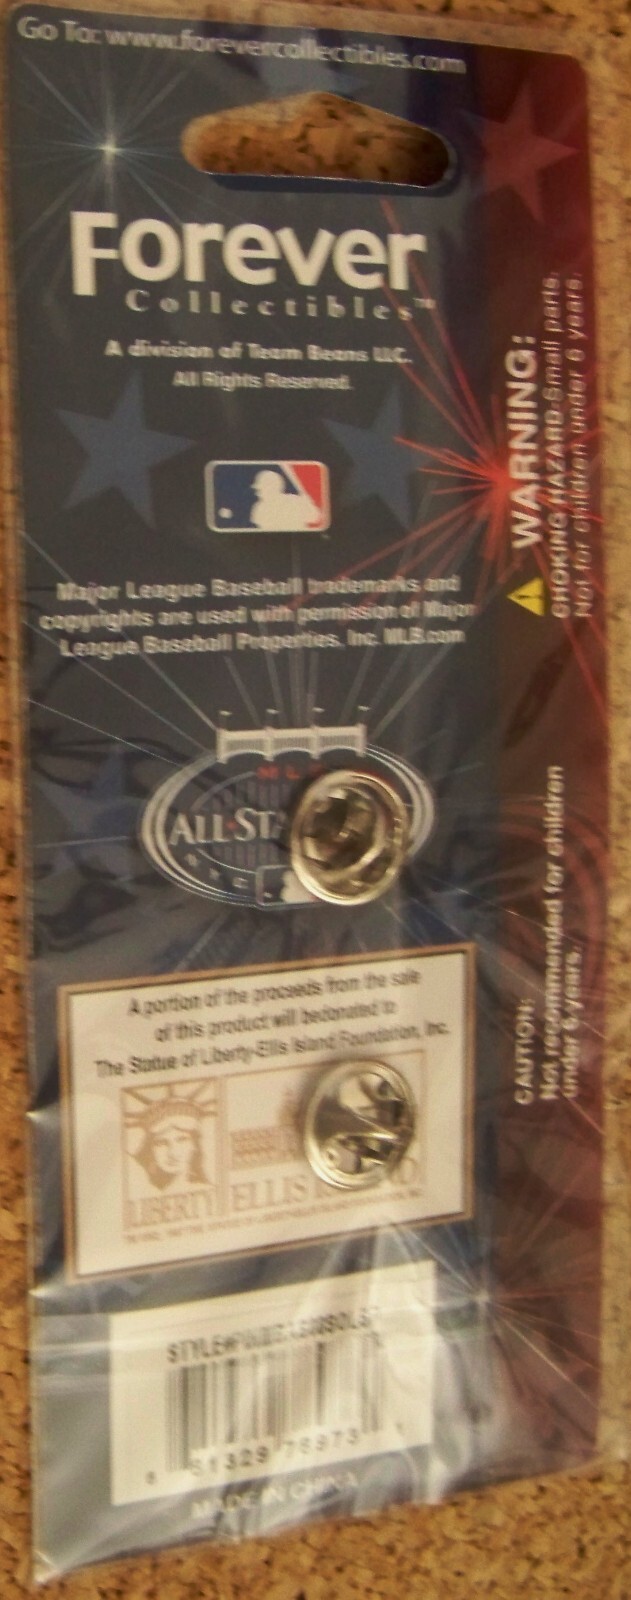 Go To: www.forevercollectibles.com
Forever
Collectibles™
A division of Team Beans LLC.
All Rights Reserved.
Major League Baseball trademarks and
copyrights are used with permission of Major
League Baseball Properties, Inc. MLB.com
ALL-STA
A portion of the proceeds from the sale
of this product will bedonated to
The Statue of Liberty-Ellis Island Foundation, Inc.
LIBERTY
ELLIS
MADE IN CHINA
WARNING:
CHOKING HAZARD-Small parts.
Not for children under 6 years.
CAUTION:
Not recommended for children
under 6 years.